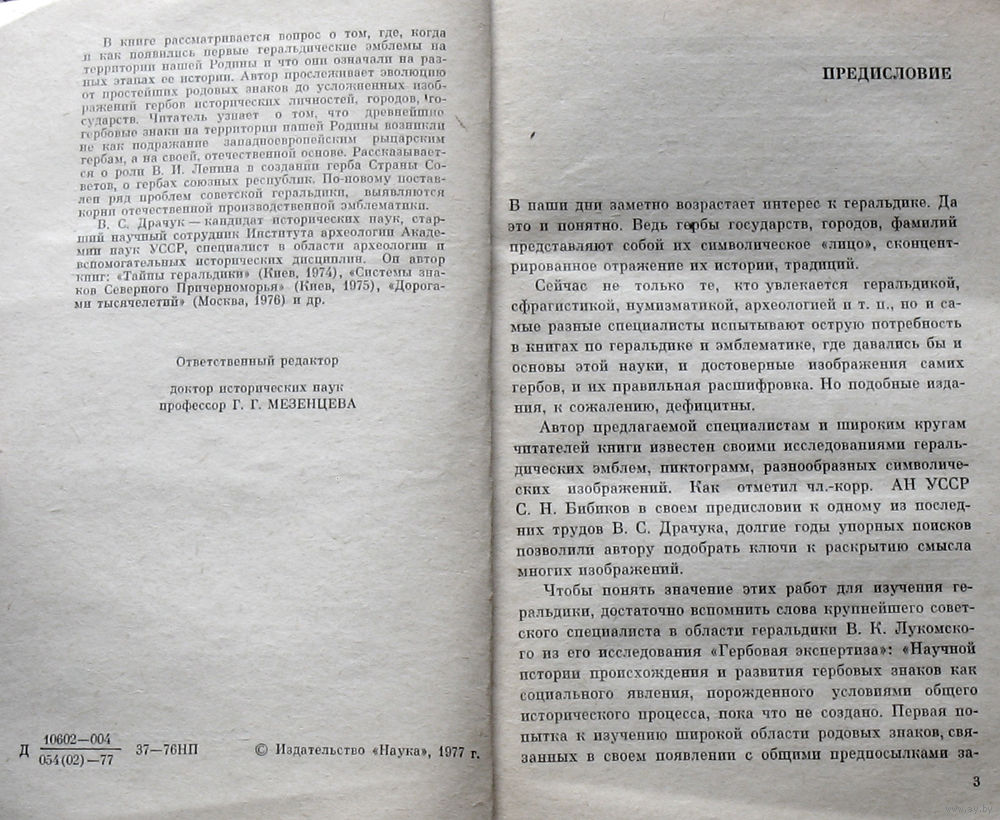 В книге рассматривается вопрос о том, где, когда
и как появились первые геральдические эмблемы на
территории нашей Родины и что они означали на раз-
ных этапах ее истории. Автор прослеживает эволюцию
от простейших родовых знаков до усложненных изоб-
ражений гербов исторических личностей, городов, го-
сударств. Читатель узнает о том, что древнейшие
гербовые знаки на территории нашей Родины возникли
не как подражание западноевропейским рыцарским
гербам, а на своей, отечественной основе. Рассказывает-
ся о роли В. И. Ленина в создании герба Страны Со-
ветов, о гербах союзных республик. По-новому постав-
лен ряд проблем советской геральдики, выявляются
корни отечественной производственной эмблематики.
В. С. Драчук — кандидат исторических наук, стар-
ший научный сотрудник Института археологии Акаде-
мии наук УССР, специалист в области археологии и
вспомогательных исторических дисциплин. Он автор
книг: «Тайны геральдики» (Киев, 1974), «Системы зна-
ков Северного Причерноморья» (Киев, 1975), «Дорога-
ми тысячелетий» (Москва, 1976) и др.
Ответственный редактор
доктор исторических наук
профессор Г. Г. МЕЗЕНЦЕВА
Д 10602—004
054(02)—77 37—76НП © Издательство «Наука», 1977 г.
ПРЕДИСЛОВИЕ
В наши дни заметно возрастает интерес к геральдике. Да
это и понятно. Ведь гербы государств, городов, фамилий
представляют собой их символическое «лицо», сконцент-
рированное отражение их истории, традиций.
Сейчас не только те, кто увлекается геральдикой,
сфрагистикой, нумизматикой, археологией и т. п., но и са-
мые разные специалисты испытывают острую потребность
в книгах по геральдике и эмблематике, где давались бы и
основы этой науки, и достоверные изображения самих
гербов, и их правильная расшифровка. Но подобные изда-
ния, к сожалению, дефицитны.
Автор предлагаемой специалистам и широким кругам
читателей книги известен своими исследованиями гераль-
дических эмблем, пиктограмм, разнообразных символиче-
ских изображений. Как отметил чл.-корр. АН УССР
С. Н. Бибиков в своем предисловии к одному из послед-
них трудов В. С. Драчука, долгие годы упорных поисков
позволили автору подобрать ключи к раскрытию смысла
многих изображений.
Чтобы понять значение этих работ для изучения ге-
ральдики, достаточно вспомнить слова крупнейшего совет-
ского специалиста в области геральдики В. К. Лукомско-
го из его исследования «Гербовая экспертиза»: «Научной
истории происхождения и развития гербовых знаков как
социального явления, порожденного условиями общего
исторического процесса, пока что не создано. Первая по-
пытка к изучению широкой области родовых знаков, свя-
занных в своем появлении с общими предпосылками за-
3
www.ay.by